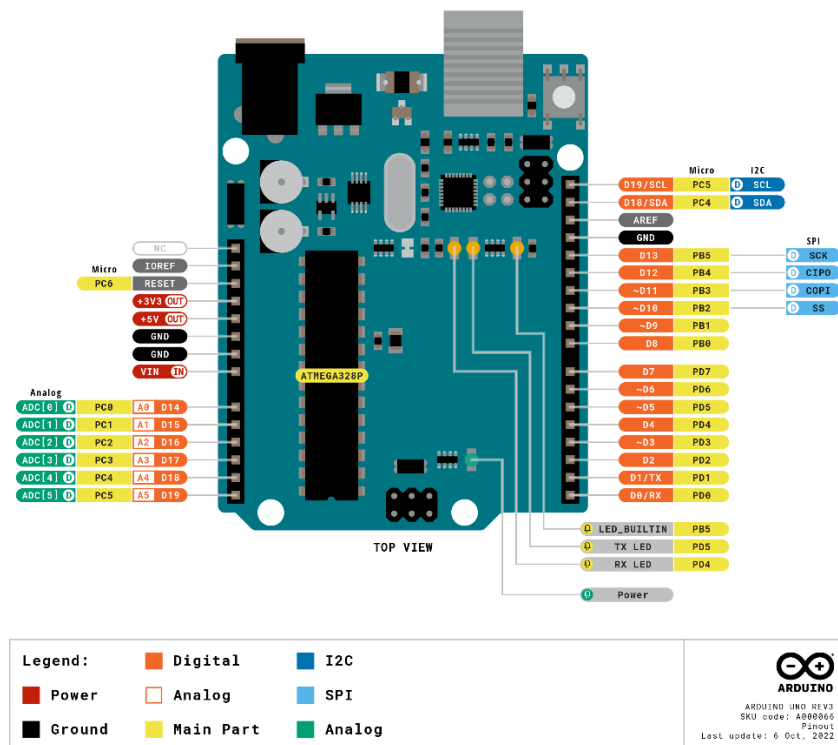 Micro I2C
D19/SCL PC5 D SCL
D18/SDA PC4 D SDA
AREF
GND
SPI
D13 PB5 D SCK
D12 PB4 D CIPO
~D11 PB3 D COPI
~D10 PB2 D SS
~D9 PB1
D8 PB0
D7 PD7
~D6 PD6
~D5 PD5
D4 PD4
~D3 PD3
D2 PD2
D1/TX PD1
D0/RX PD0
LED_BUILTIN PB5
TX LED PD5
RX LED PD4
Power
NC
IOREF
Micro
PC6 RESET
+3V3 OUT
+5V OUT
GND
GND
VIN IN
Analog
ADC[0] D PC0 A0 D14
ADC[1] D PC1 A1 D15
ADC[2] D PC2 A2 D16
ADC[3] D PC3 A3 D17
ADC[4] D PC4 A4 D18
ADC[5] D PC5 A5 D19
ATMEGA328P
TOP VIEW
Legend:
Power
Ground
Digital
Analog
Main Part
I2C
SPI
Analog
ARDUINO
ARDUINO UNO REV3
SKU code: A000066
Pinout
Last update: 6 Oct, 2022